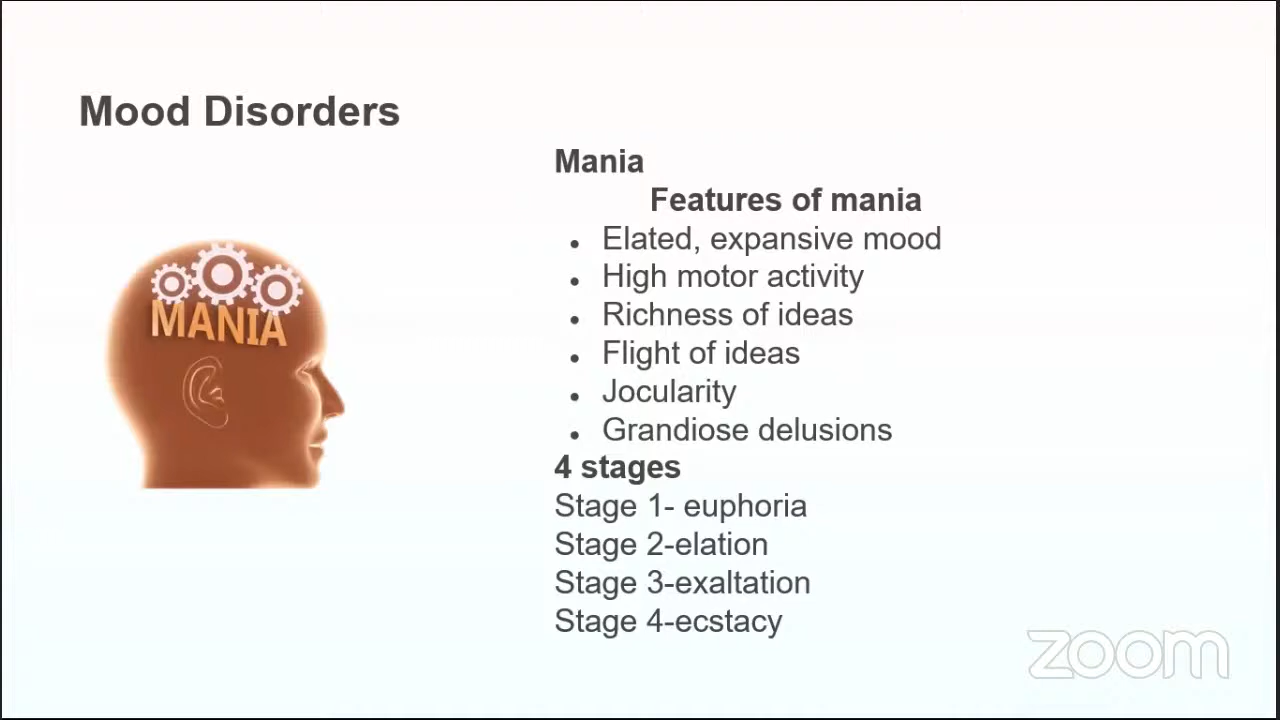 Mood Disorders
Mania
Features of mania
• Elated, expansive mood
• High motor activity
• Richness of ideas
• Flight of ideas
• Jocularity
• Grandiose delusions
4 stages
Stage 1- euphoria
Stage 2-elation
Stage 3-exaltation
Stage 4-ecstacy
MANIA
zoom